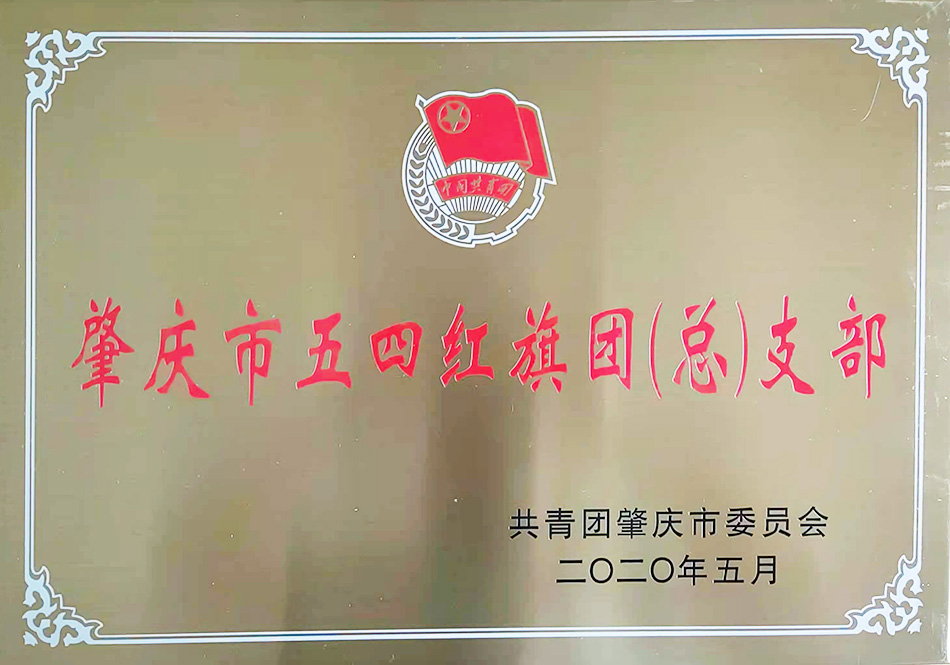 中国共青团
肇庆市五四红旗团(总)支部
共青团肇庆市委员会
二〇二〇年五月